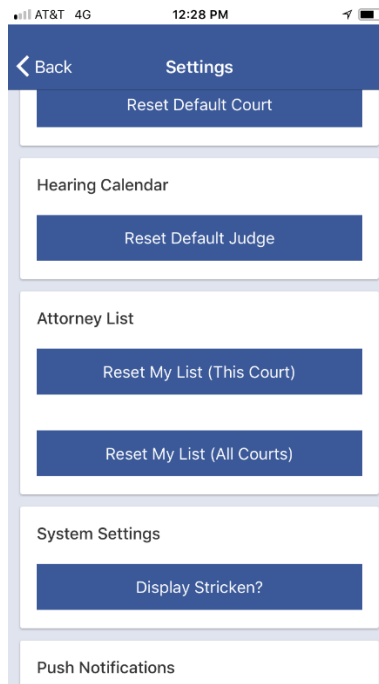 AT&T 4G 12:28 PM
Back Settings
Reset Default Court
Hearing Calendar
Reset Default Judge
Attorney List
Reset My List (This Court)
Reset My List (All Courts)
System Settings
Display Stricken?
Push Notifications